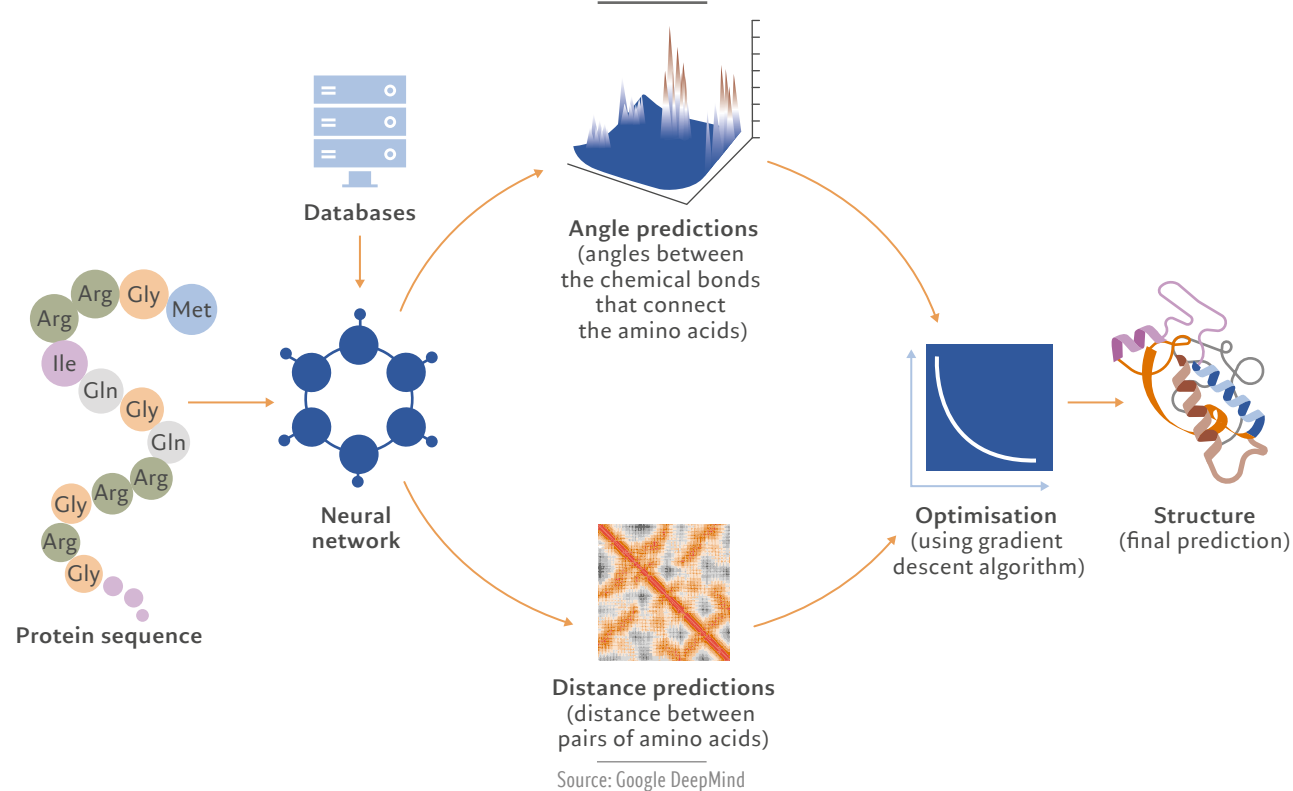 Databases
Met
Gly
Arg
Arg
Ile
Gln
Gly
Gln
Arg
Arg
Gly
Arg
Gly
Protein sequence
Neural
network
Angle predictions
(angles between
the chemical bonds
that connect
the amino acids)
Distance predictions
(distance between
pairs of amino acids)
Optimisation
(using gradient
descent algorithm)
Structure
(final prediction)
Source: Google DeepMind